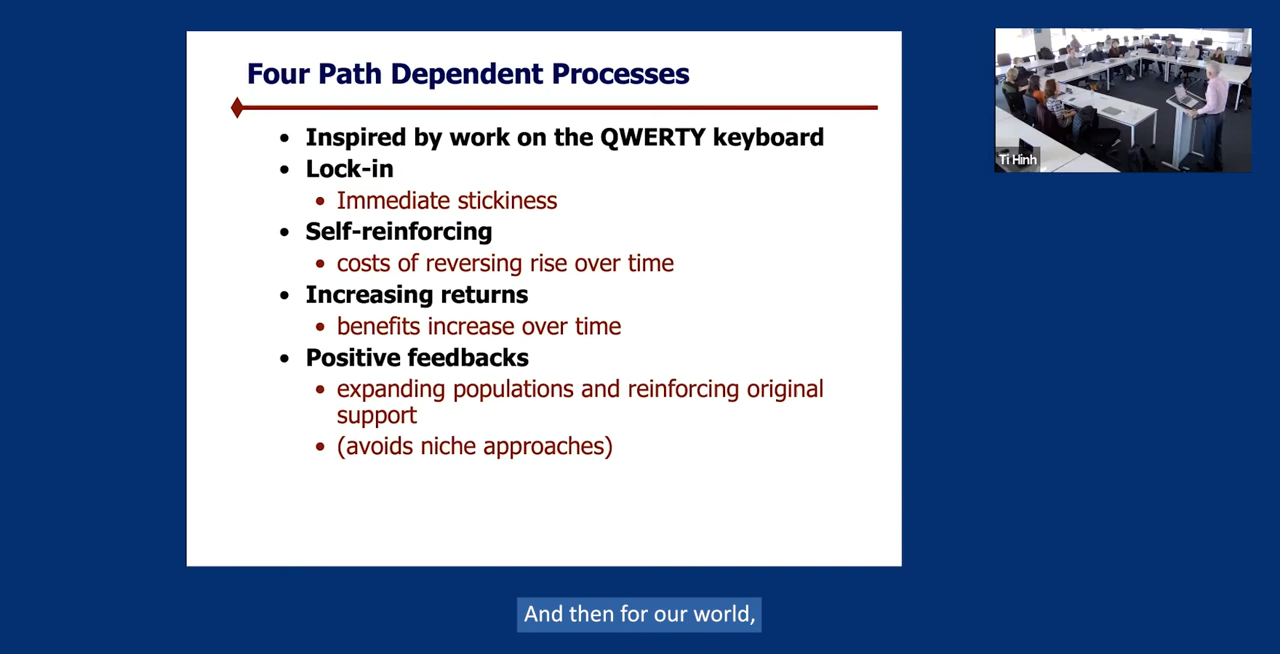 Four Path Dependent Processes
• Inspired by work on the QWERTY keyboard
• Lock-in
• Immediate stickiness
• Self-reinforcing
• costs of reversing rise over time
• Increasing returns
• benefits increase over time
• Positive feedbacks
• expanding populations and reinforcing original
support
• (avoids niche approaches)
Ti Hinh
And then for our world,